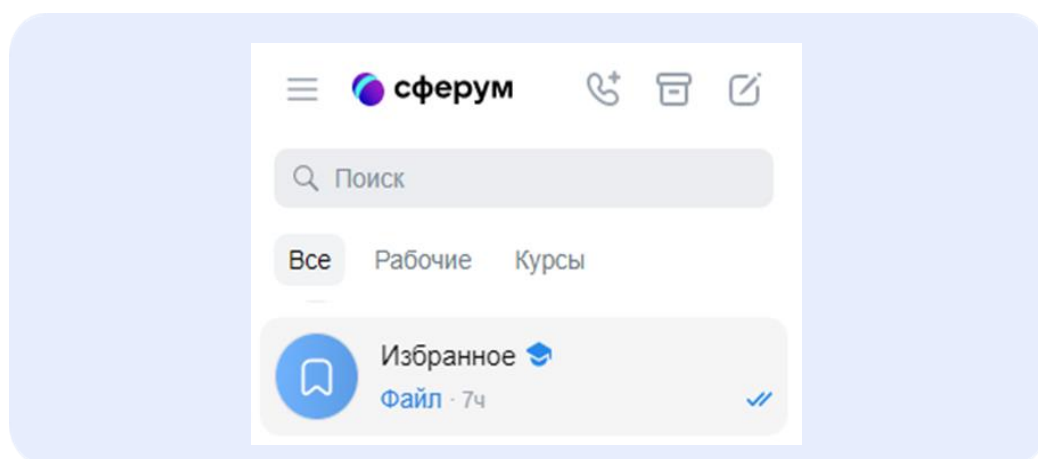 сферум
Поиск
Все Рабочие Курсы
Избранное
Файл · 7ч